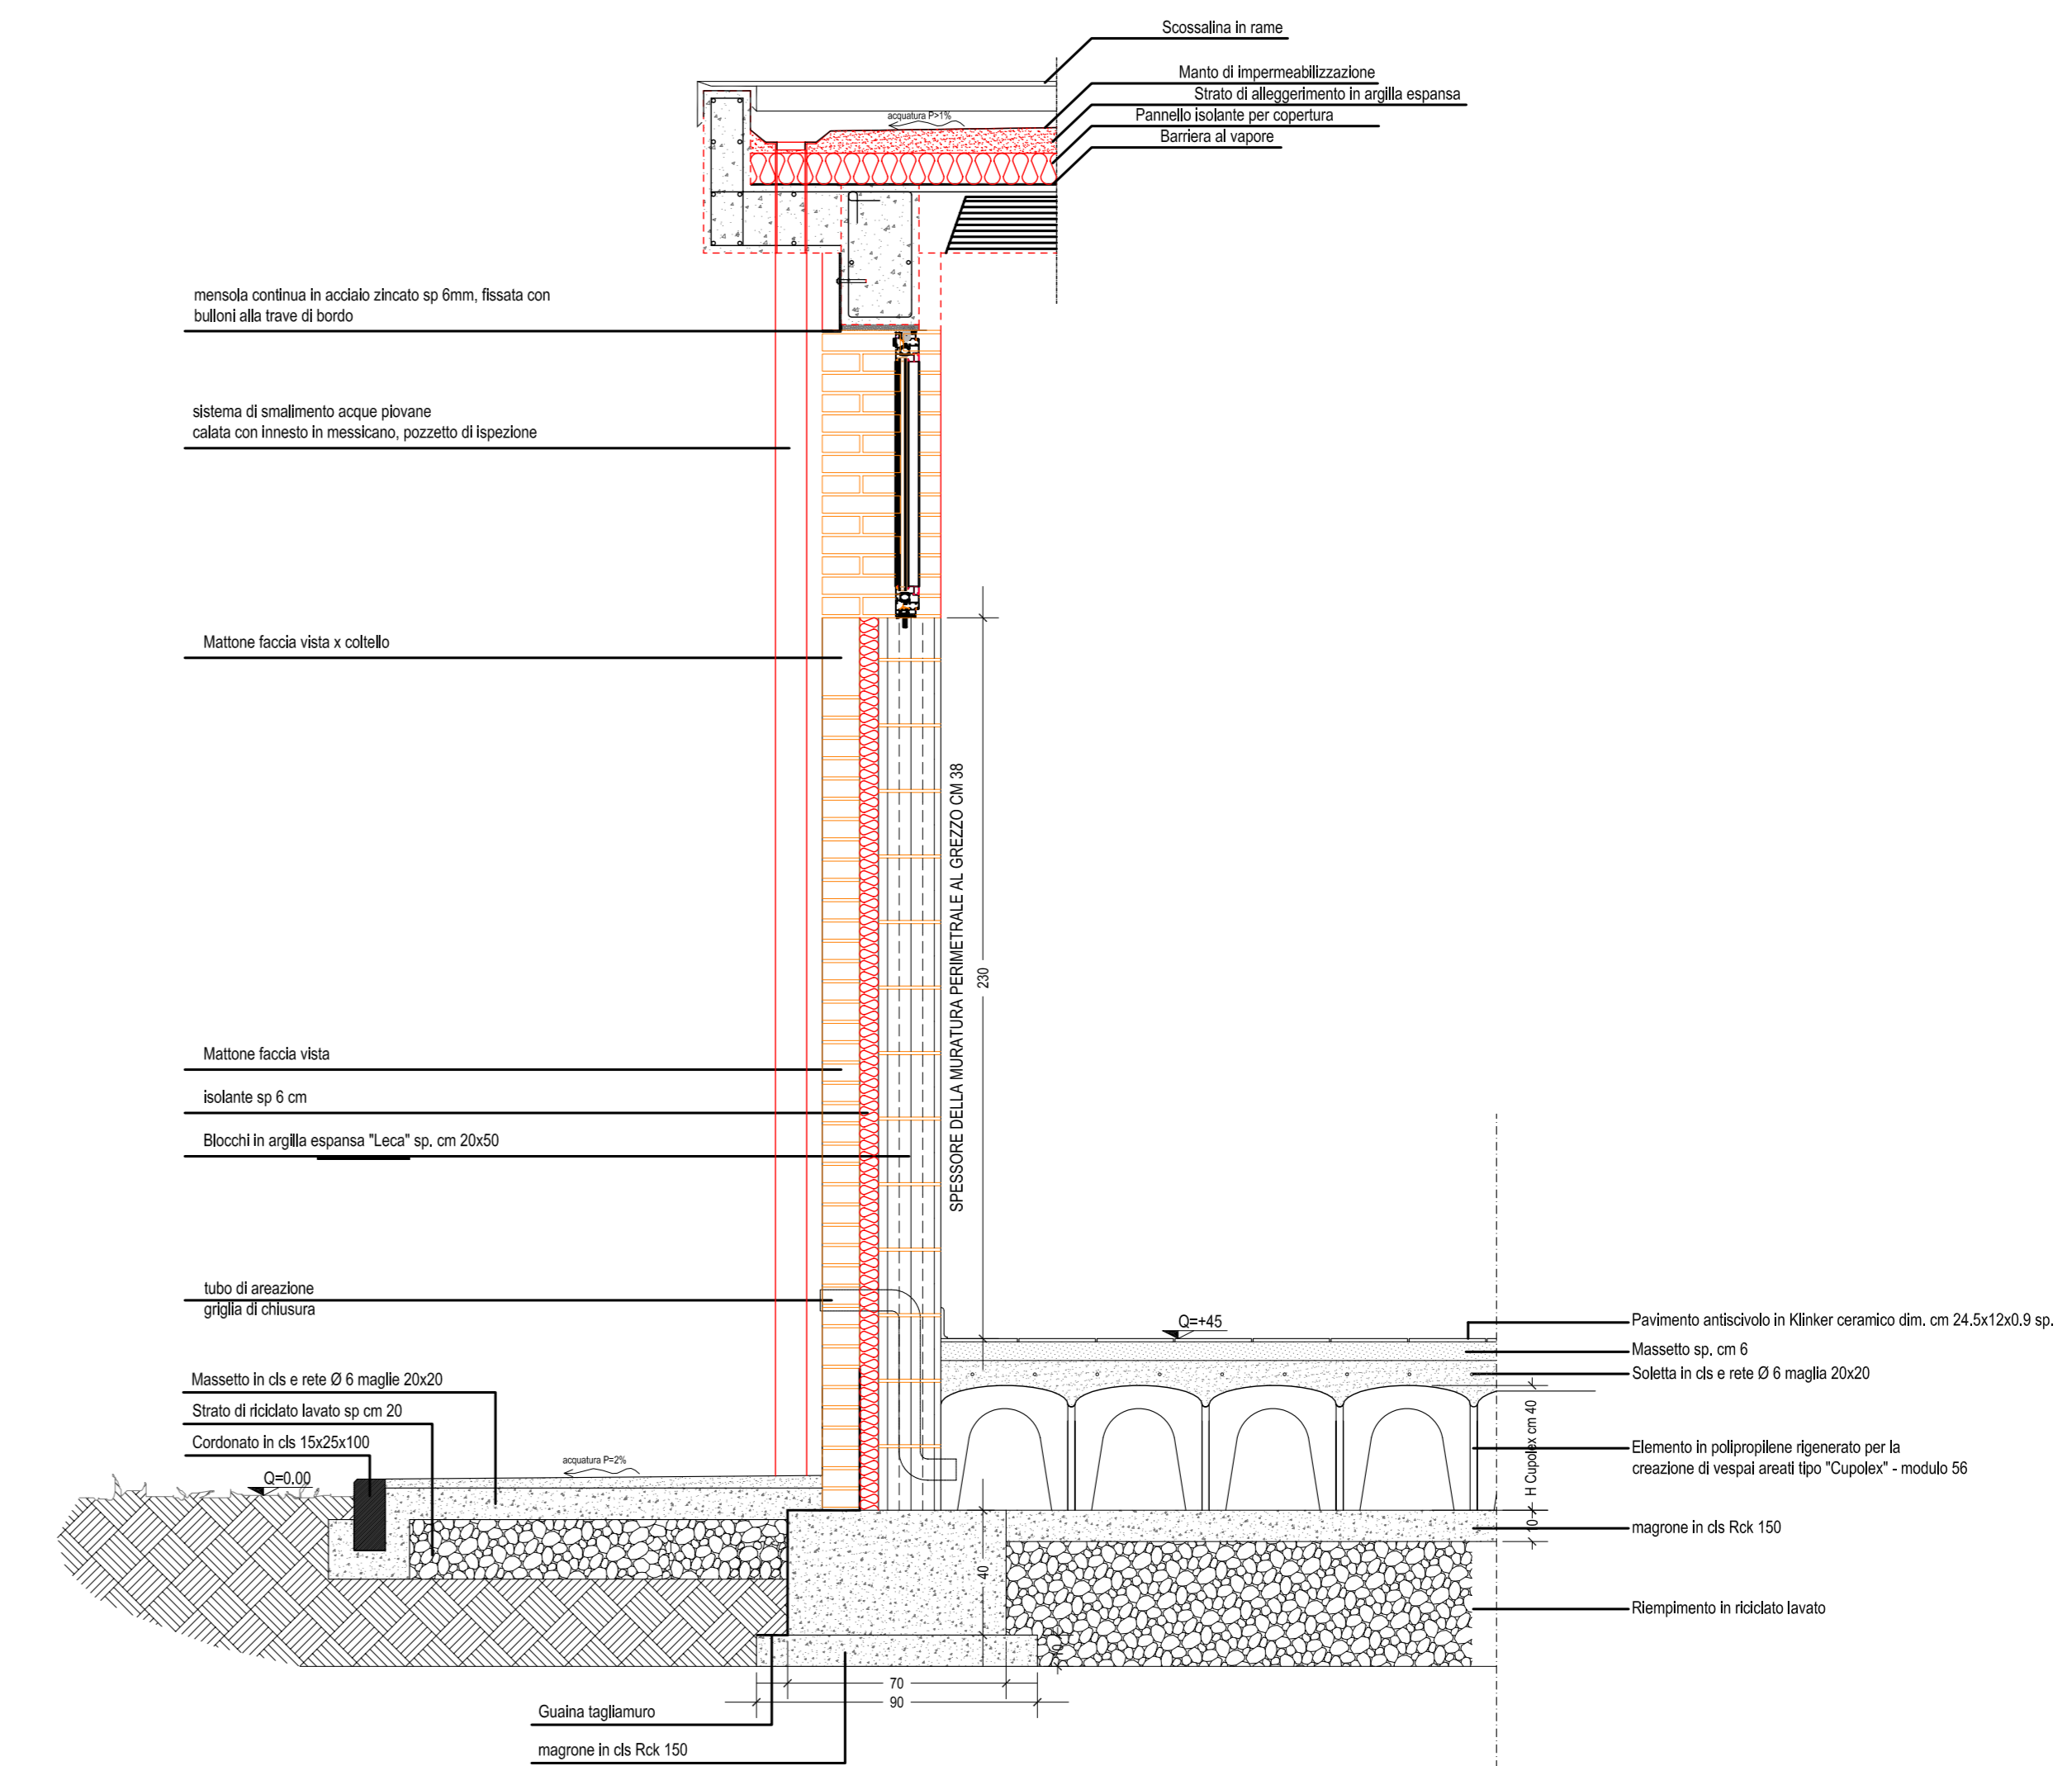 Scossalina in rame
Manto di impermeabilizzazione
Strato di alleggerimento in argilla espansa
Pannello isolante per copertura
Barriera al vapore
acquatura P>1%
mensola continua in acciaio zincato sp 6mm, fissata con
bulloni alla trave di bordo
sistema di smalimento acque piovane
calata con innesto in messicano, pozzetto di ispezione
Mattone faccia vista x coltello
SPESSORE DELLA MURATURA PERIMETRALE AL GREZZO CM 38
230
Mattone faccia vista
isolante sp 6 cm
Blocchi in argilla espansa "Leca" sp. cm 20x50
tubo di areazione
griglia di chiusura
Q=+45
Pavimento antiscivolo in Klinker ceramico dim. cm 24.5x12x0.9 sp.
Massetto sp. cm 6
Soletta in cls e rete Ø 6 maglia 20x20
Massetto in cls e rete Ø 6 maglie 20x20
Strato di riciclato lavato sp cm 20
Cordonato in cls 15x25x100
Q=0.00
acquatura P=2%
H Cupolex cm 40
Elemento in polipropilene rigenerato per la
creazione di vespai areati tipo "Cupolex" - modulo 56
10
magrone in cls Rck 150
40
10
Riempimento in riciclato lavato
70
90
Guaina tagliamuro
magrone in cls Rck 150